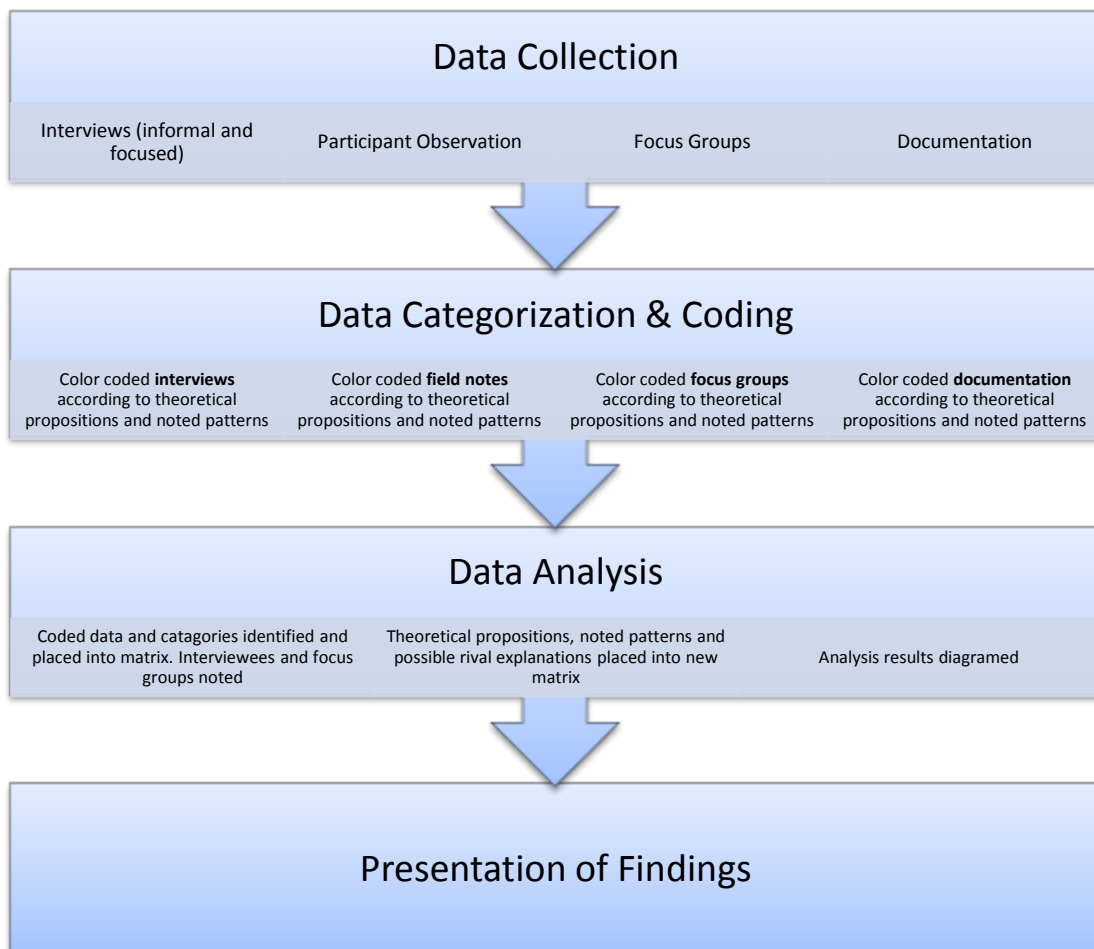 Data Collection
Interviews (informal and
focused)
Participant Observation
Focus Groups
Documentation
Data Categorization & Coding
Color coded interviews
according to theoretical
propositions and noted patterns
Color coded field notes
according to theoretical
propositions and noted patterns
Color coded focus groups
according to theoretical
propositions and noted patterns
Color coded documentation
according to theoretical
propositions and noted patterns
Data Analysis
Coded data and catagories identified and
placed into matrix. Interviewees and focus
groups noted
Theoretical propositions, noted patterns and
possible rival explanations placed into new
matrix
Analysis results diagramed
Presentation of Findings